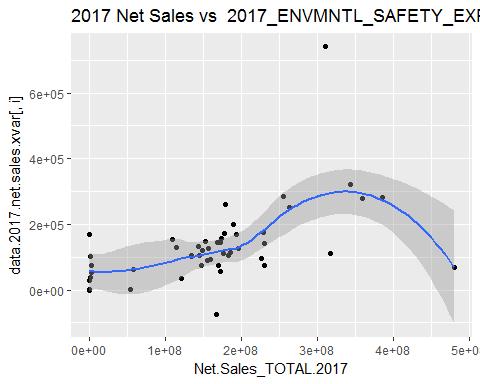 2017 Net Sales vs 2017_ENVMNTL_SAFETY_EXP
data.2017.net.sales.xvar[, i]
6e+05
4e+05
2e+05
0e+00
0e+00
1e+08
2e+08
3e+08
4e+08
5e+08
Net.Sales_TOTAL.2017